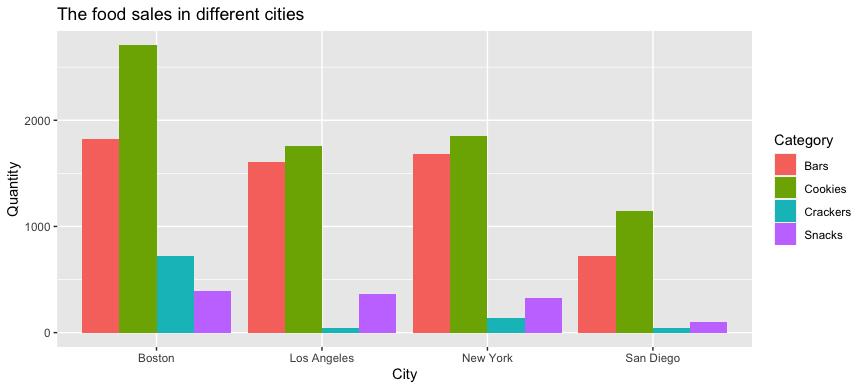 The food sales in different cities
Quantity
2000
1000
0
Boston
Los Angeles
New York
San Diego
City
Category
Bars
Cookies
Crackers
Snacks